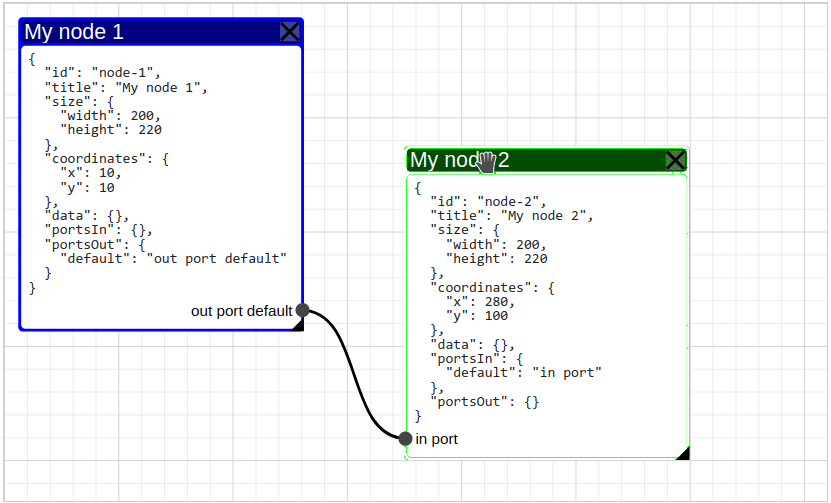 My node 1
{
  "id": "node-1",
  "title": "My node 1",
  "size": {
    "width": 200,
    "height": 220
  },
  "coordinates": {
    "x": 10,
    "y": 10
  },
  "data": {},
  "portsIn": {},
  "portsOut": {
    "default": "out port default"
  }
}
out port default
My node 2
{
  "id": "node-2",
  "title": "My node 2",
  "size": {
    "width": 200,
    "height": 220
  },
  "coordinates": {
    "x": 280,
    "y": 100
  },
  "data": {},
  "portsIn": {
    "default": "in port"
  },
  "portsOut": {}
}
in port